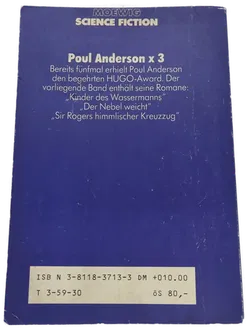 MOEWIG
SCIENCE FICTION
Poul Anderson x 3
Bereits fünfmal erhielt Poul Anderson
den begehrten HUGO-Award. Der
vorliegende Band enthält seine Romane:
„Kinder des Wassermanns"
„Der Nebel weicht"
„Sir Rogers himmlischer Kreuzzug"
ISB N 3-8118-3713-3 DM +010.00
T 3-59-30 öS 80,-